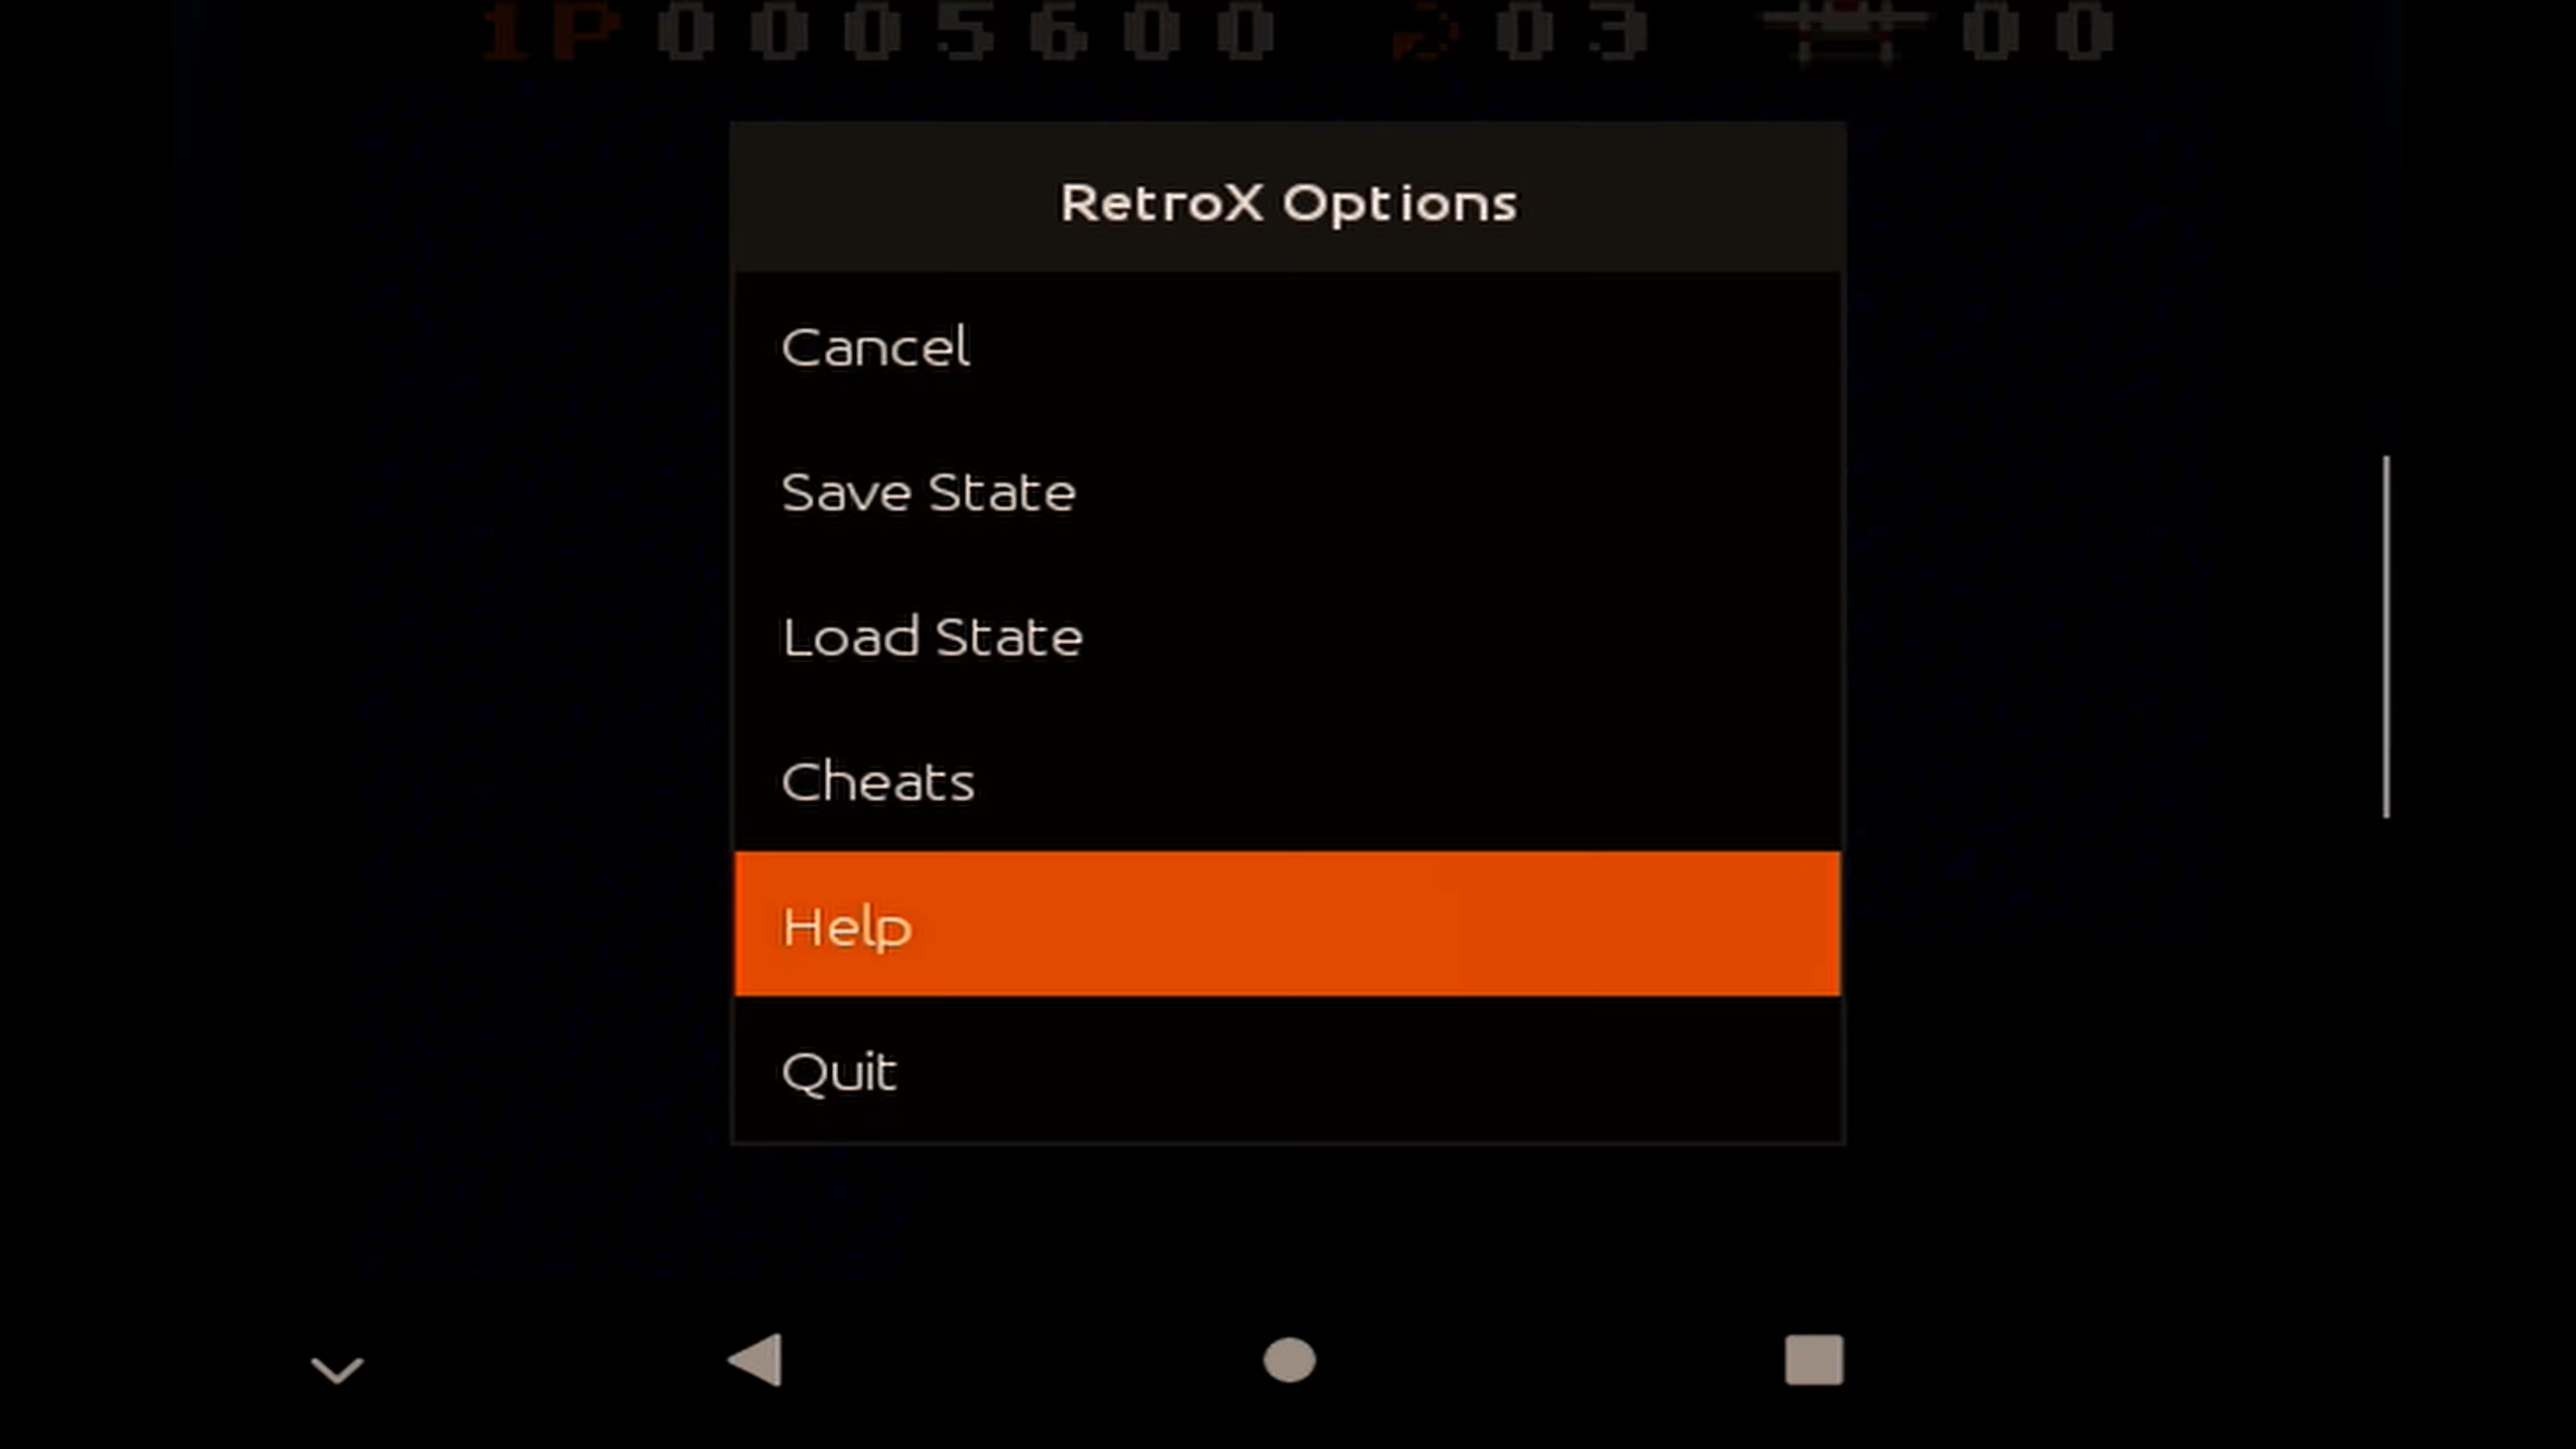 1P 0005600 03 00
RetroX Options
Cancel
Save State
Load State
Cheats
Help
Quit